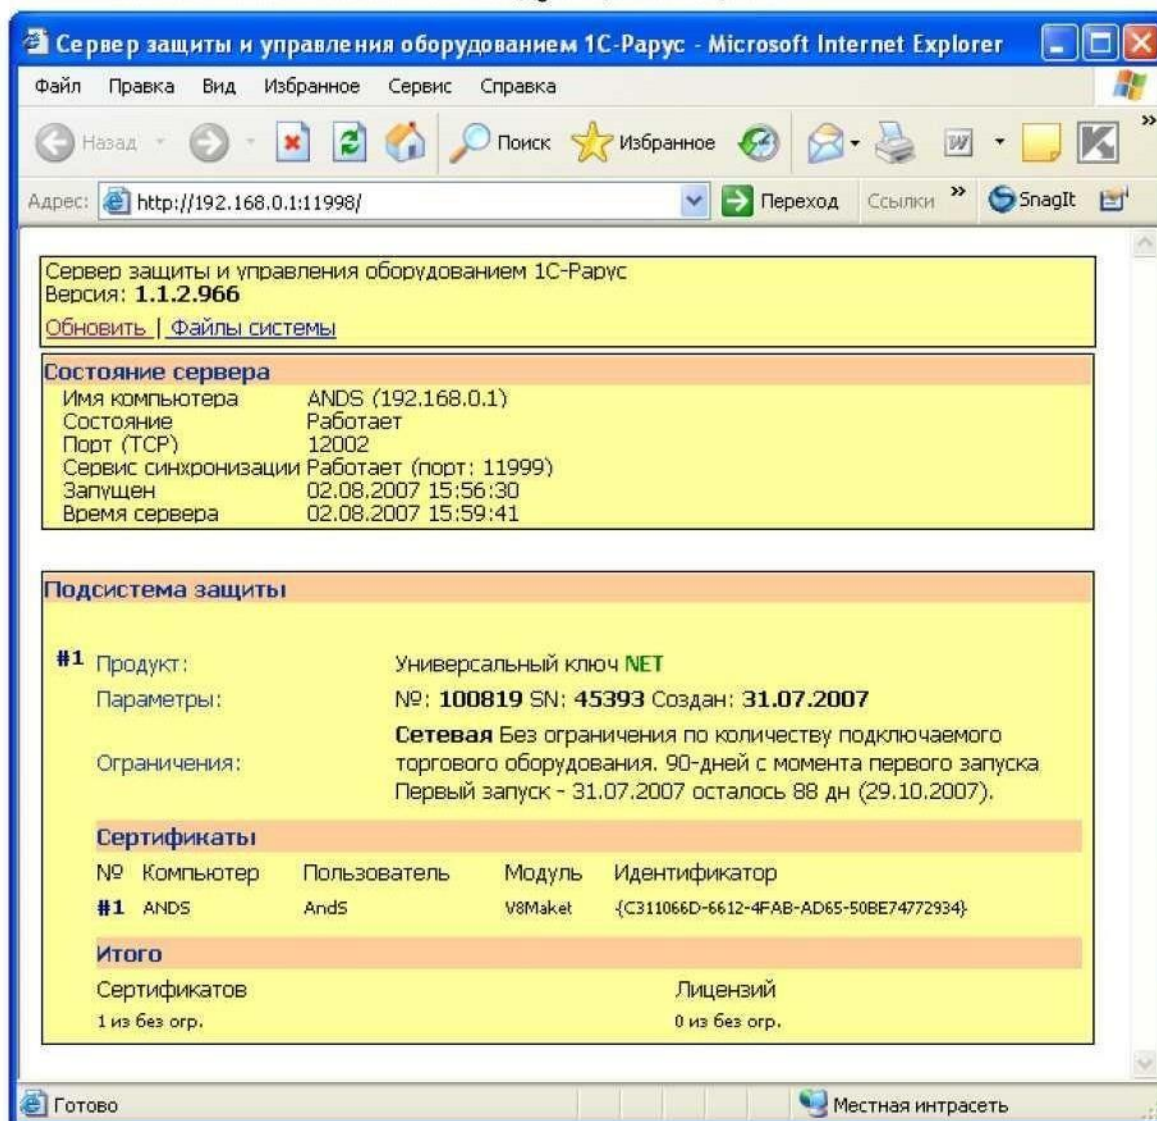 Сервер защиты и управления оборудованием 1С-Рарус - Microsoft Internet Explorer
Файл Правка Вид Избранное Сервис Справка
Назад Поиск Избранное
Адрес: http://192.168.0.1:11998/ Переход Ссылки » SnagIt
Сервер защиты и управления оборудованием 1С-Рарус
Версия: 1.1.2.966
Обновить | Файлы системы
Состояние сервера
Имя компьютера ANDS (192.168.0.1)
Состояние Работает
Порт (TCP) 12002
Сервис синхронизации Работает (порт: 11999)
Запущен 02.08.2007 15:56:30
Время сервера 02.08.2007 15:59:41
Подсистема защиты
#1 Продукт: Универсальный ключ NET
Параметры: №: 100819 SN: 45393 Создан: 31.07.2007
Ограничения: Сетевая Без ограничения по количеству подключаемого
торгового оборудования. 90-дней с момента первого запуска
Первый запуск - 31.07.2007 осталось 88 дн (29.10.2007).
Сертификаты
№ Компьютер Пользователь Модуль Идентификатор
#1 ANDS AndS V8Maket {C311066D-6612-4FAB-AD65-50BE74772934}
Итого
Сертификатов Лицензий
1 из без огр. 0 из без огр.
Готово Местная интрасеть